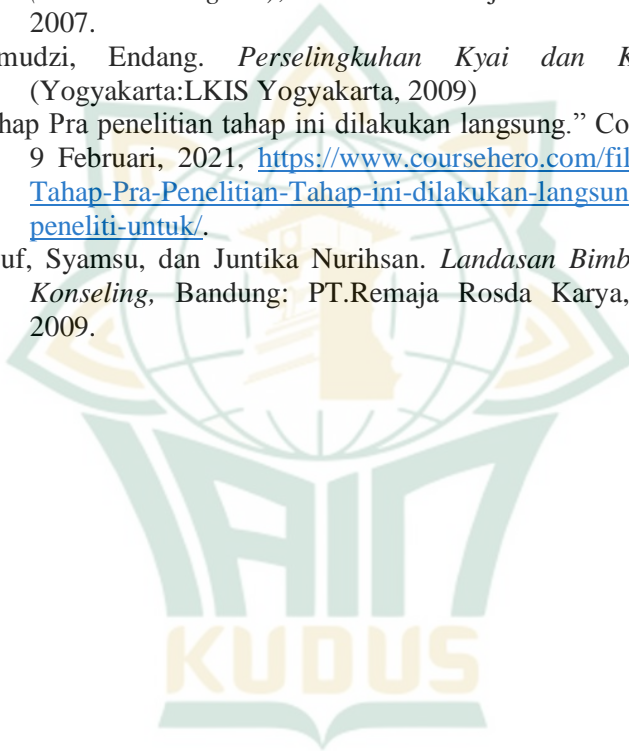 2007.
mudzi, Endang. Perselingkuhan Kyai dan K
(Yogyakarta:LKIS Yogyakarta, 2009)
hap Pra penelitian tahap ini dilakukan langsung.” Co
9 Februari, 2021, https://www.coursehero.com/fil
Tahap-Pra-Penelitian-Tahap-ini-dilakukan-langsun
peneliti-untuk/.
uf, Syamsu, dan Juntika Nurihsan. Landasan Bimb
Konseling, Bandung: PT.Remaja Rosda Karya,
2009.
IAIN
KUDUS